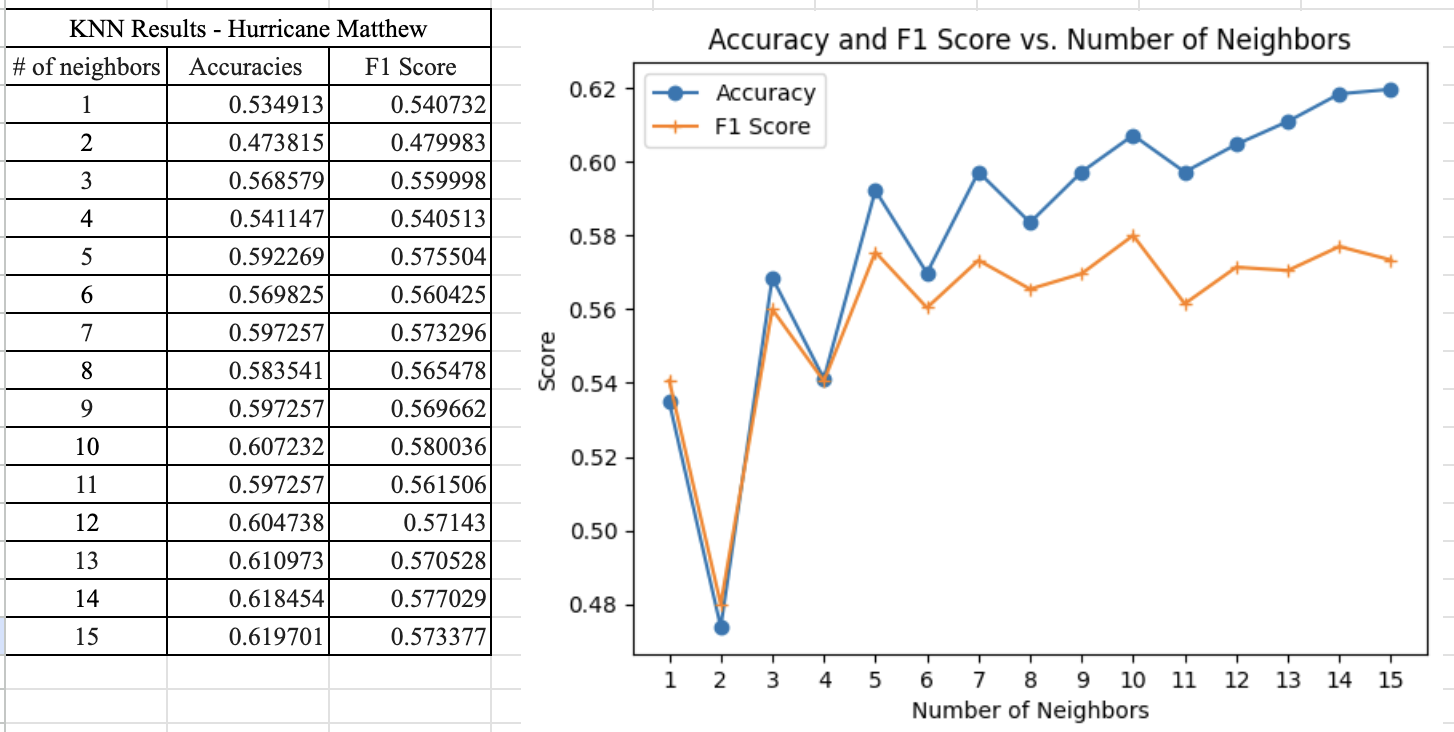 KNN Results - Hurricane Matthew
# of neighbors Accuracies F1 Score
1 0.534913 0.540732
2 0.473815 0.479983
3 0.568579 0.559998
4 0.541147 0.540513
5 0.592269 0.575504
6 0.569825 0.560425
7 0.597257 0.573296
8 0.583541 0.565478
9 0.597257 0.569662
10 0.607232 0.580036
11 0.597257 0.561506
12 0.604738 0.57143
13 0.610973 0.570528
14 0.618454 0.577029
15 0.619701 0.573377
Accuracy and F1 Score vs. Number of Neighbors
Accuracy
F1 Score
0.62
0.60
0.58
0.56
0.54
0.52
0.50
0.48
Score
1 2 3 4 5 6 7 8 9 10 11 12 13 14 15
Number of Neighbors